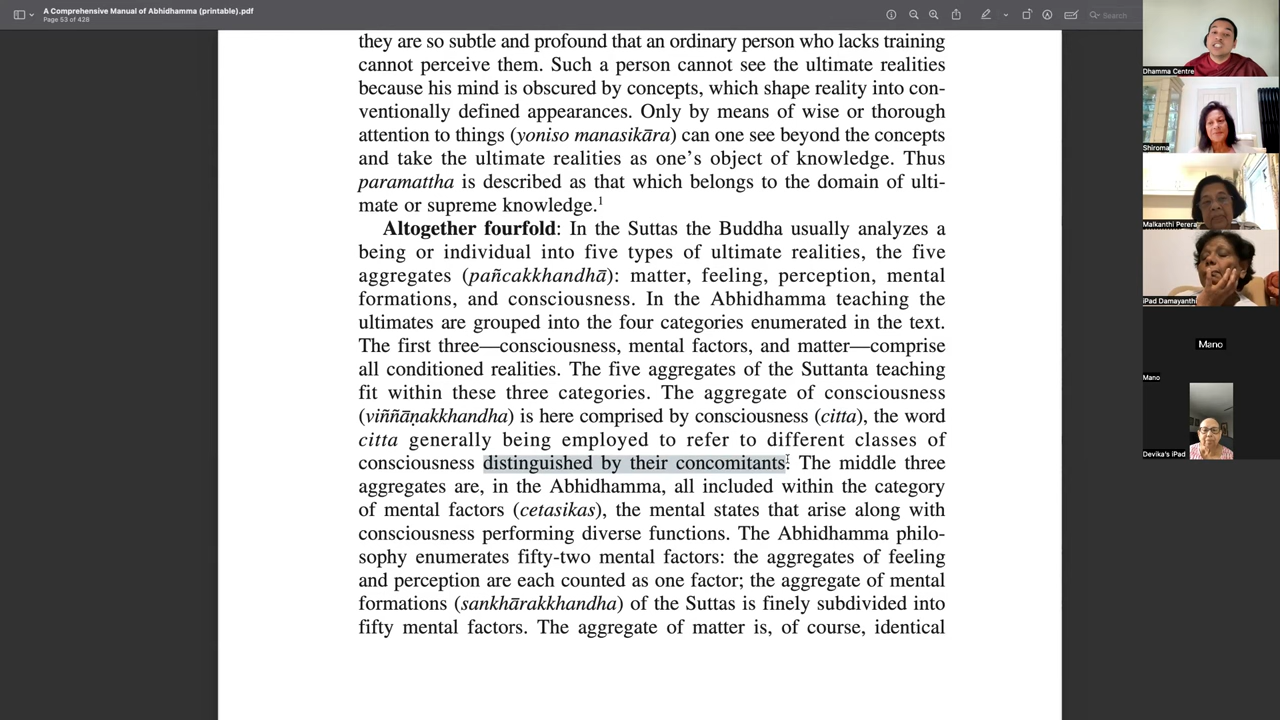 A Comprehensive Manual of Abhidhamma (printable).pdf
Page 53 of 428
Search
they are so subtle and profound that an ordinary person who lacks training
cannot perceive them. Such a person cannot see the ultimate realities
because his mind is obscured by concepts, which shape reality into con-
ventionally defined appearances. Only by means of wise or thorough
attention to things (yoniso manasikāra) can one see beyond the concepts
and take the ultimate realities as one's object of knowledge. Thus
paramattha is described as that which belongs to the domain of ulti-
mate or supreme knowledge.1
Altogether fourfold: In the Suttas the Buddha usually analyzes a
being or individual into five types of ultimate realities, the five
aggregates (pañcakkhandhā): matter, feeling, perception, mental
formations, and consciousness. In the Abhidhamma teaching the
ultimates are grouped into the four categories enumerated in the text.
The first three—consciousness, mental factors, and matter—comprise
all conditioned realities. The five aggregates of the Suttanta teaching
fit within these three categories. The aggregate of consciousness
(viññāṇakkhandha) is here comprised by consciousness (citta), the word
citta generally being employed to refer to different classes of
consciousness distinguished by their concomitants. The middle three
aggregates are, in the Abhidhamma, all included within the category
of mental factors (cetasikas), the mental states that arise along with
consciousness performing diverse functions. The Abhidhamma philo-
sophy enumerates fifty-two mental factors: the aggregates of feeling
and perception are each counted as one factor; the aggregate of mental
formations (sankhārakkhandha) of the Suttas is finely subdivided into
fifty mental factors. The aggregate of matter is, of course, identical
Dhamma Centre
Shiroma
Malkanthi Perera
iPad Damayanthi
Mano
Mano
Devika's iPad